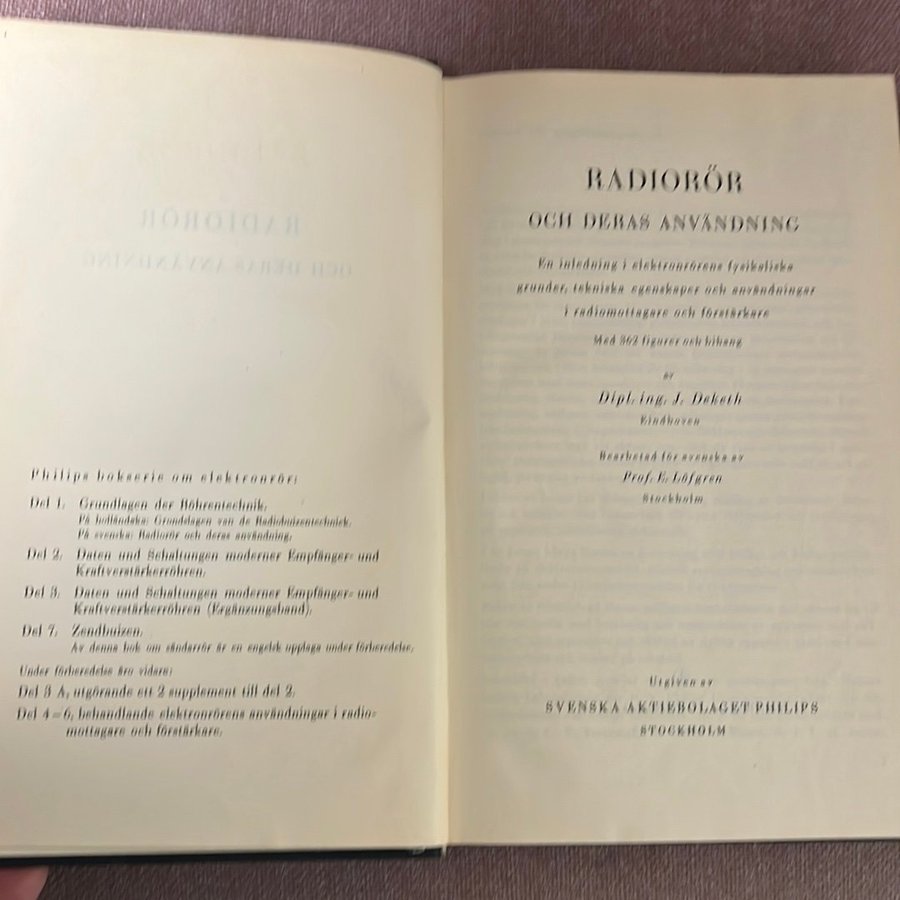 Philips bokserie om elektronrör:
Del 1. Grundlagen der Röhrentechnik.
På holländska: Grondslagen van de Radiobuizentechniek.
På svenska: Radiorör och deras användning.
Del 2. Daten und Schaltungen moderner Empfänger- und
Kraftverstärkerröhren.
Del 3. Daten und Schaltungen moderner Empfänger- und
Kraftverstärkerröhren (Ergänzungsband).
Del 7. Zendbuizen.
Av denna bok om sändarrör är en engelsk upplaga under förberedelse.
Under förberedelse äro vidare:
Del 3 A, utgörande ett 2 supplement till del 2.
Del 4–6, behandlande elektronrörens användningar i radio-
mottagare och förstärkare.
RADIORÖR
OCH DERAS ANVÄNDNING
En inledning i elektronrörens fysikaliska
grunder, tekniska egenskaper och användningar
i radiomottagare och förstärkare
Med 362 figurer och bihang
av
Dipl. ing. J. Deketh
Eindhoven
Bearbetad för svenska av
Prof. E. Löfgren
Stockholm
Utgiven av
SVENSKA AKTIEBOLAGET PHILIPS
STOCKHOLM